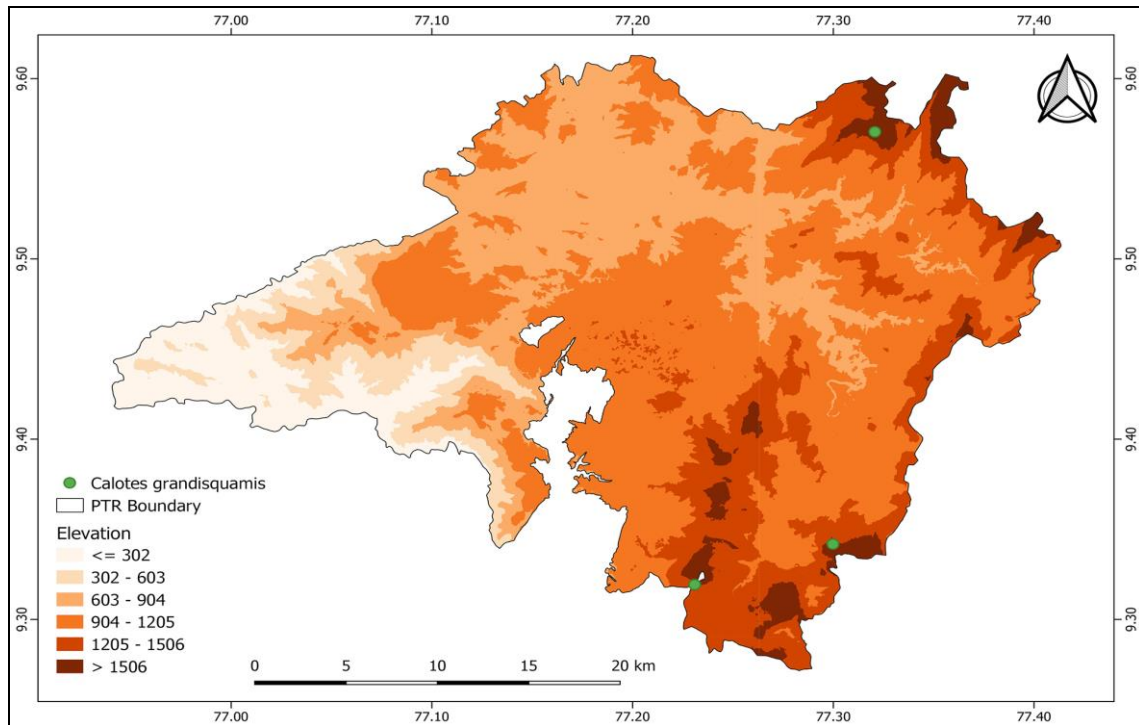 77.00 77.10 77.20 77.30 77.40
9.60 9.60
9.50 9.50
9.40 9.40
9.30 9.30
Calotes grandisquamis
PTR Boundary
Elevation
<= 302
302 - 603
603 - 904
904 - 1205
1205 - 1506
> 1506
0 5 10 15 20 km
77.00 77.10 77.20 77.30 77.40